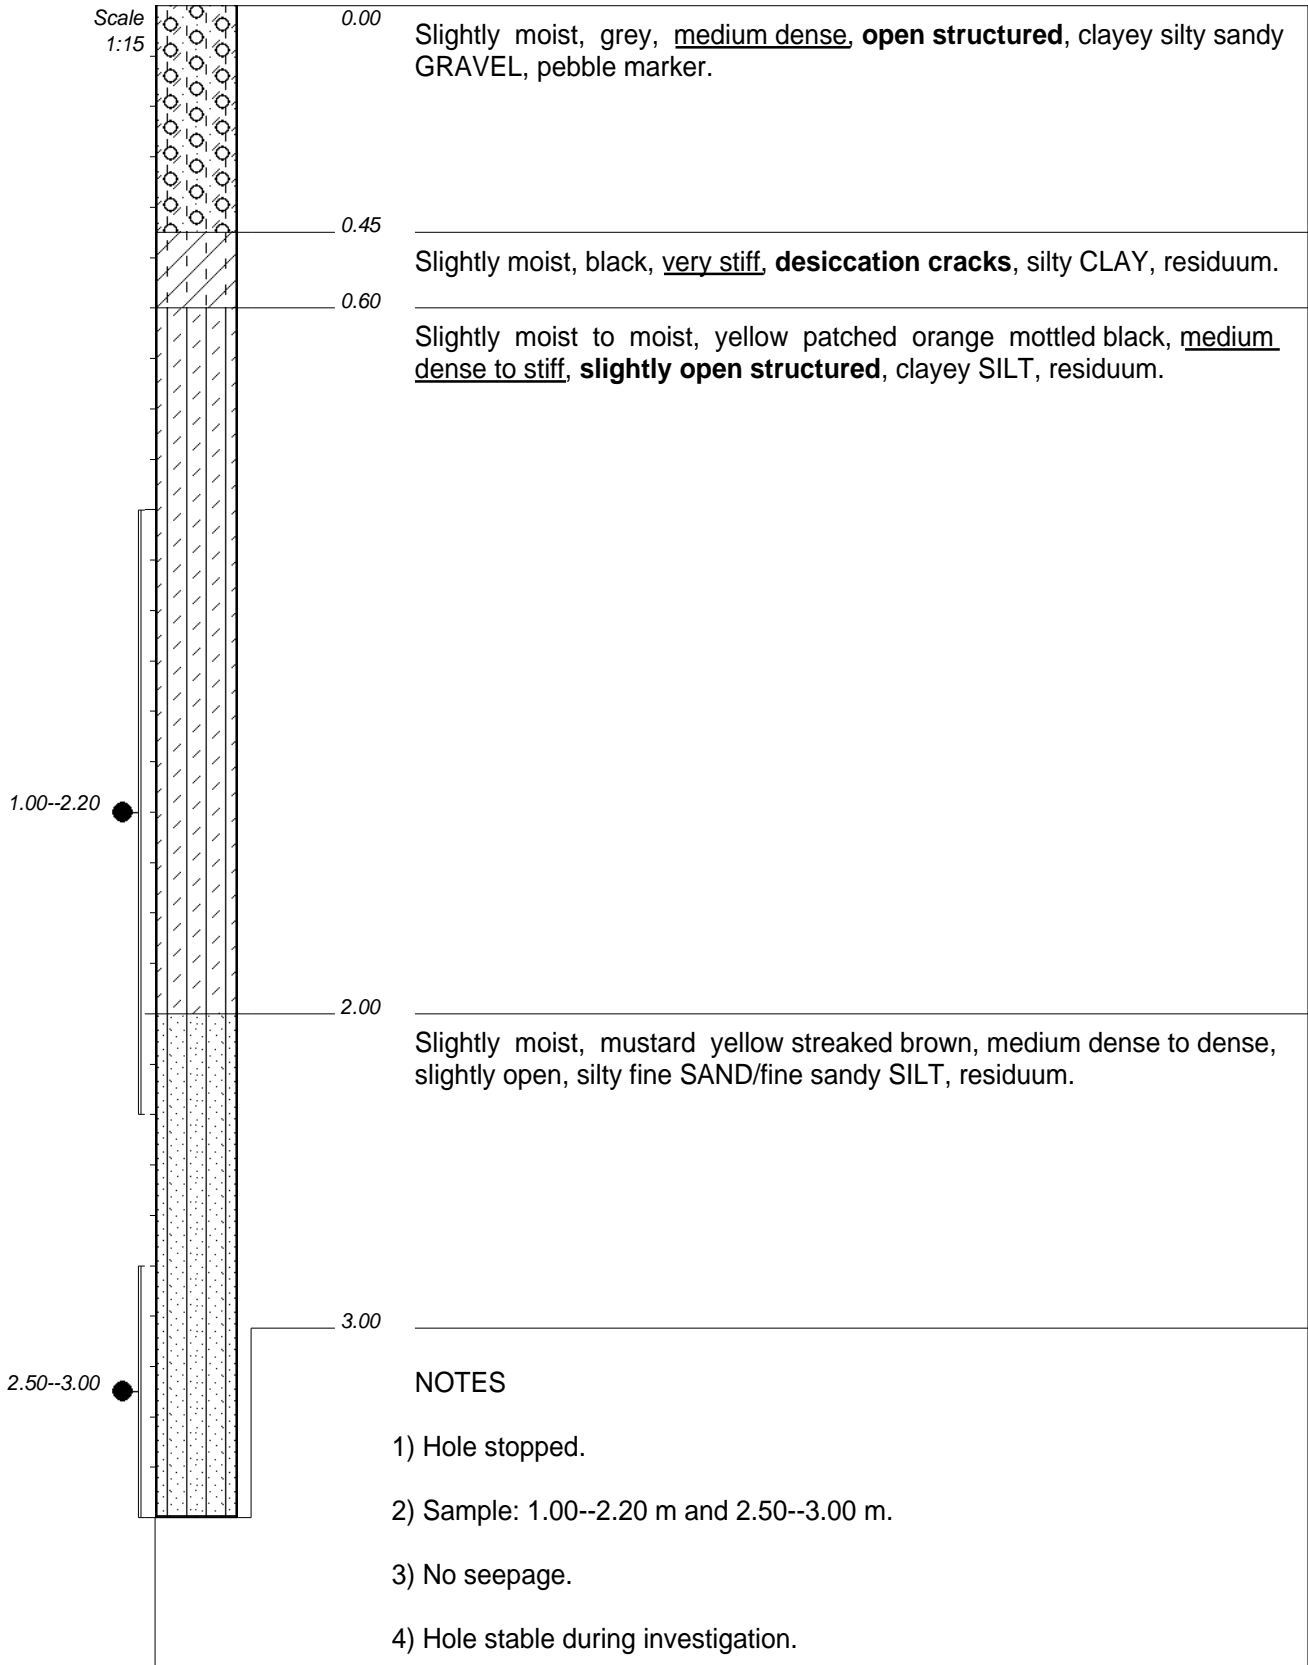 Scale
1:15
0.00
Slightly moist, grey, medium dense, open structured, clayey silty sandy
GRAVEL, pebble marker.
0.45
Slightly moist, black, very stiff, desiccation cracks, silty CLAY, residuum.
0.60
Slightly moist to moist, yellow patched orange mottled black, medium
dense to stiff, slightly open structured, clayey SILT, residuum.
1.00--2.20
2.00
Slightly moist, mustard yellow streaked brown, medium dense to dense,
slightly open, silty fine SAND/fine sandy SILT, residuum.
3.00
2.50--3.00
NOTES
1) Hole stopped.
2) Sample: 1.00--2.20 m and 2.50--3.00 m.
3) No seepage.
4) Hole stable during investigation.